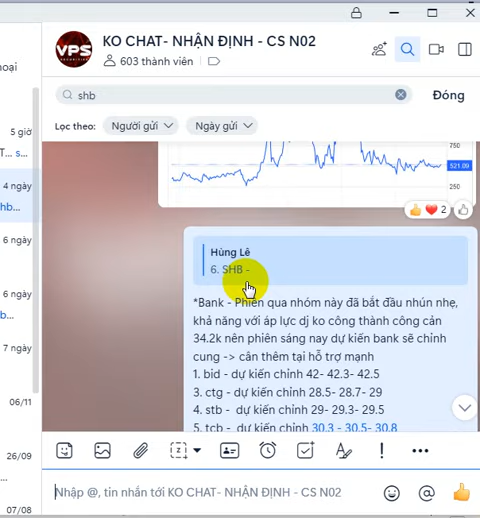 KO CHAT- NHẬN ĐỊNH - CS N02
VPS
603 thành viên
oại
shb
Đóng
Lọc theo:
Người gửi
Ngày gửi
5 giờ
T... s...
4 ngày
hb...
6 ngày
6 ngày
b...
7 ngày
06/11
26/09
07/08
750
521.09
250
2
Hùng Lê
6. SHB -
*Bank - Phiên qua nhóm này đã bắt đầu nhún nhẹ,
khả năng với áp lực dj ko công thành công cản
34.2k nên phiên sáng nay dự kiến bank sẽ chỉnh
cung -> cân thêm tại hỗ trợ mạnh
1. bid - dự kiến chỉnh 42- 42.3- 42.5
3. ctg - dự kiến chỉnh 28.5- 28.7- 29
4. stb - dự kiến chỉnh 29- 29.3- 29.5
5. tcb - dự kiến chỉnh 30.3 - 30.5- 30.8
Nhập @, tin nhắn tới KO CHAT- NHẬN ĐỊNH - CS N02